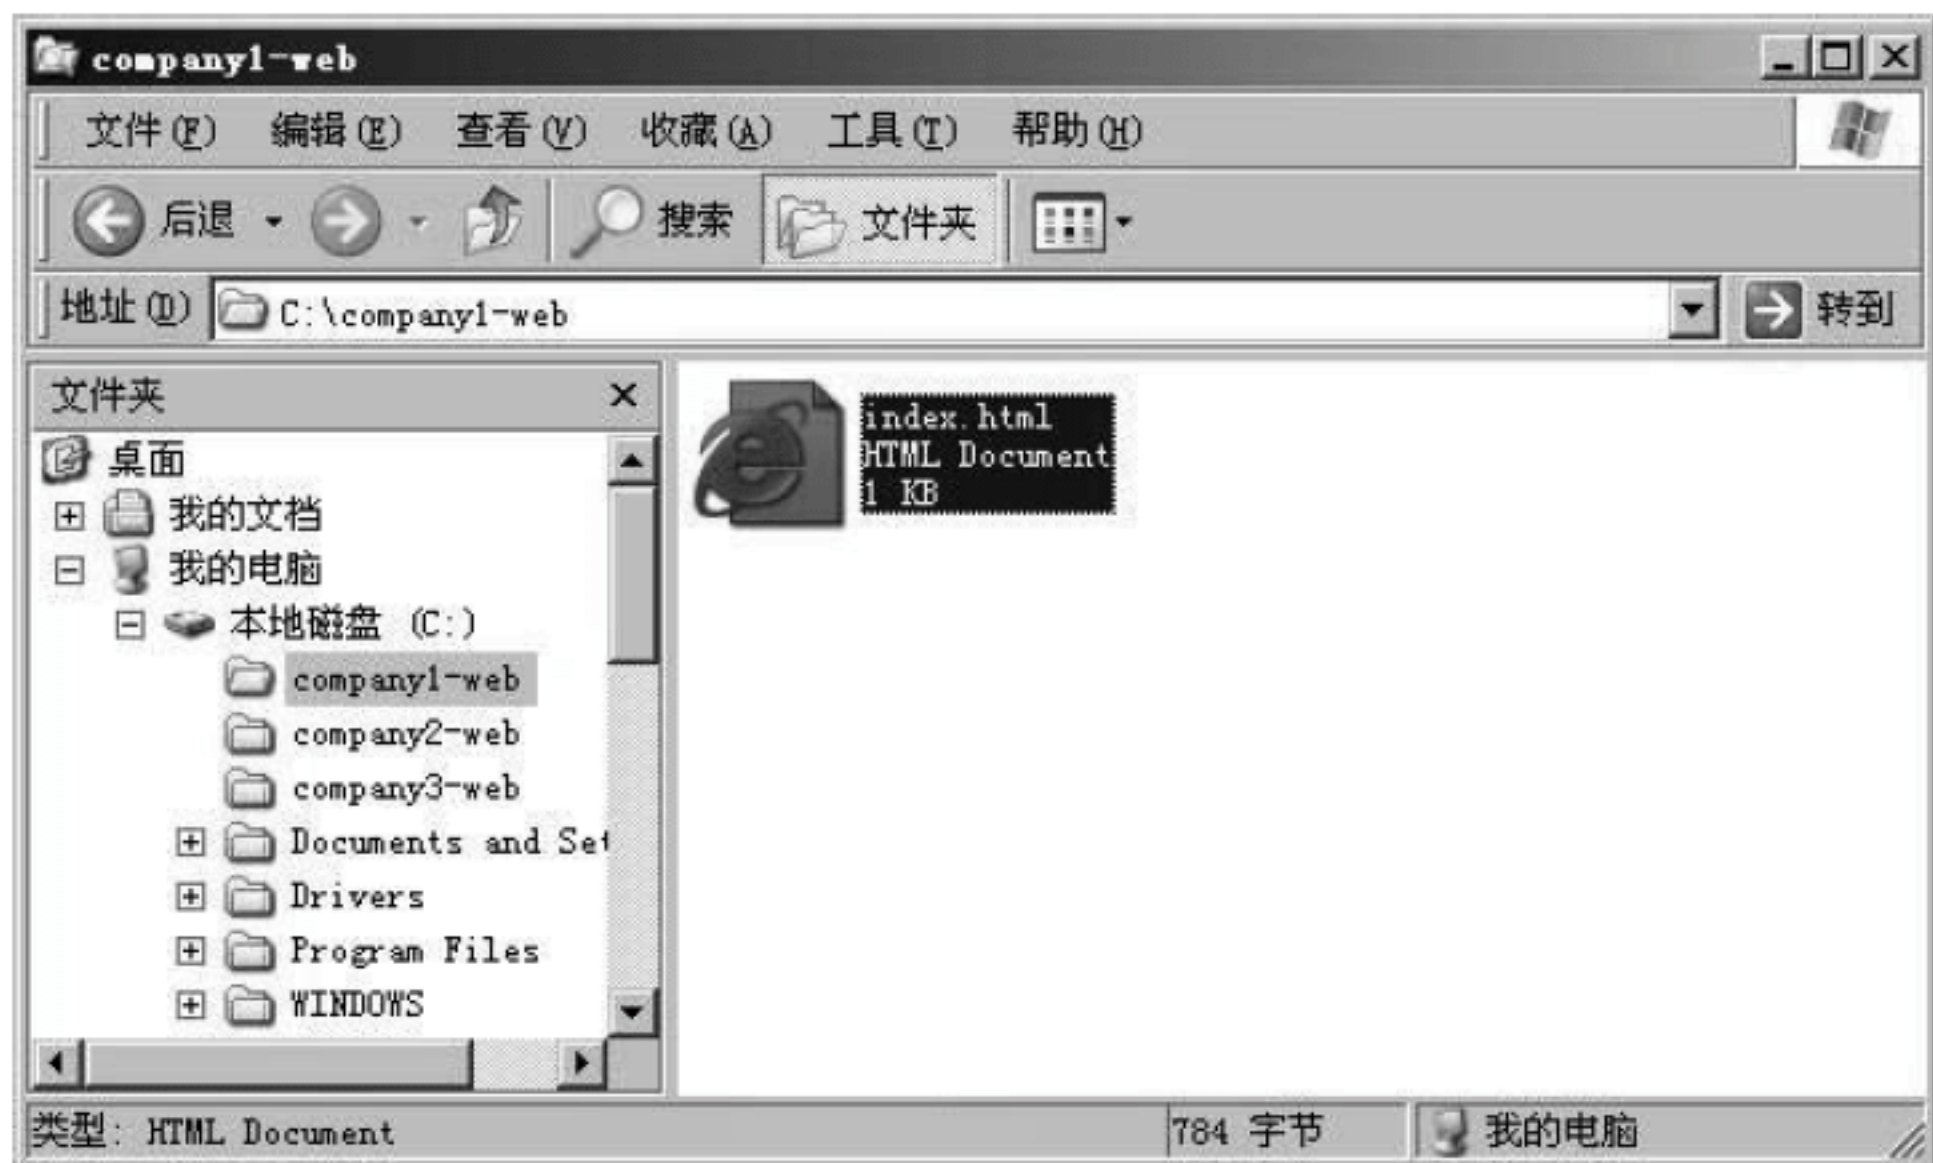 company1-web
文件(F) 编辑(E) 查看(V) 收藏(A) 工具(T) 帮助(H)
后退 搜索 文件夹
地址(D) C:\company1-web 转到
文件夹
桌面
我的文档
我的电脑
本地磁盘 (C:)
company1-web
company2-web
company3-web
Documents and Set
Drivers
Program Files
WINDOWS
index.html
HTML Document
1 KB
类型: HTML Document 784 字节 我的电脑